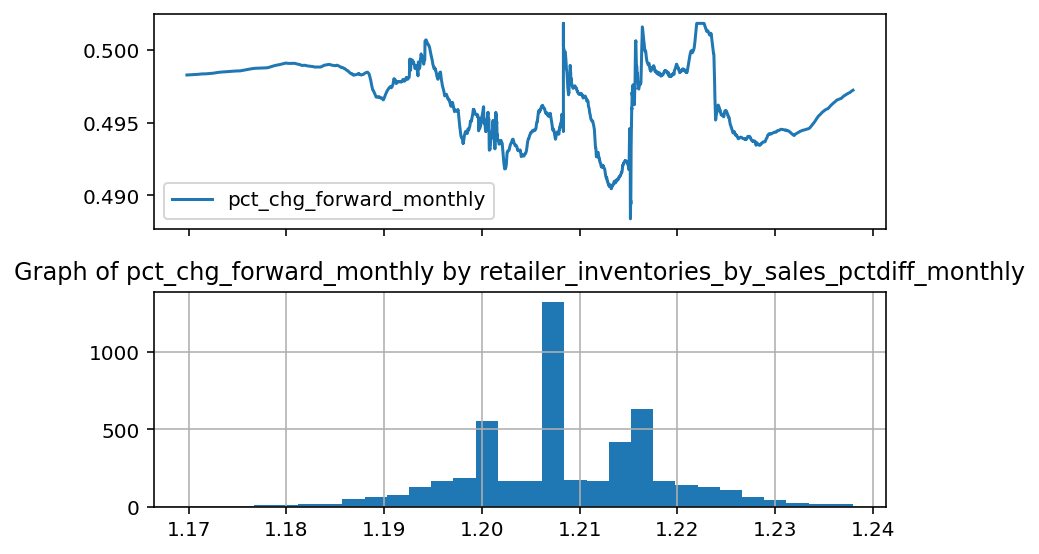 0.500
0.495
0.490
pct_chg_forward_monthly
Graph of pct_chg_forward_monthly by retailer_inventories_by_sales_pctdiff_monthly
1000
500
0
1.17 1.18 1.19 1.20 1.21 1.22 1.23 1.24